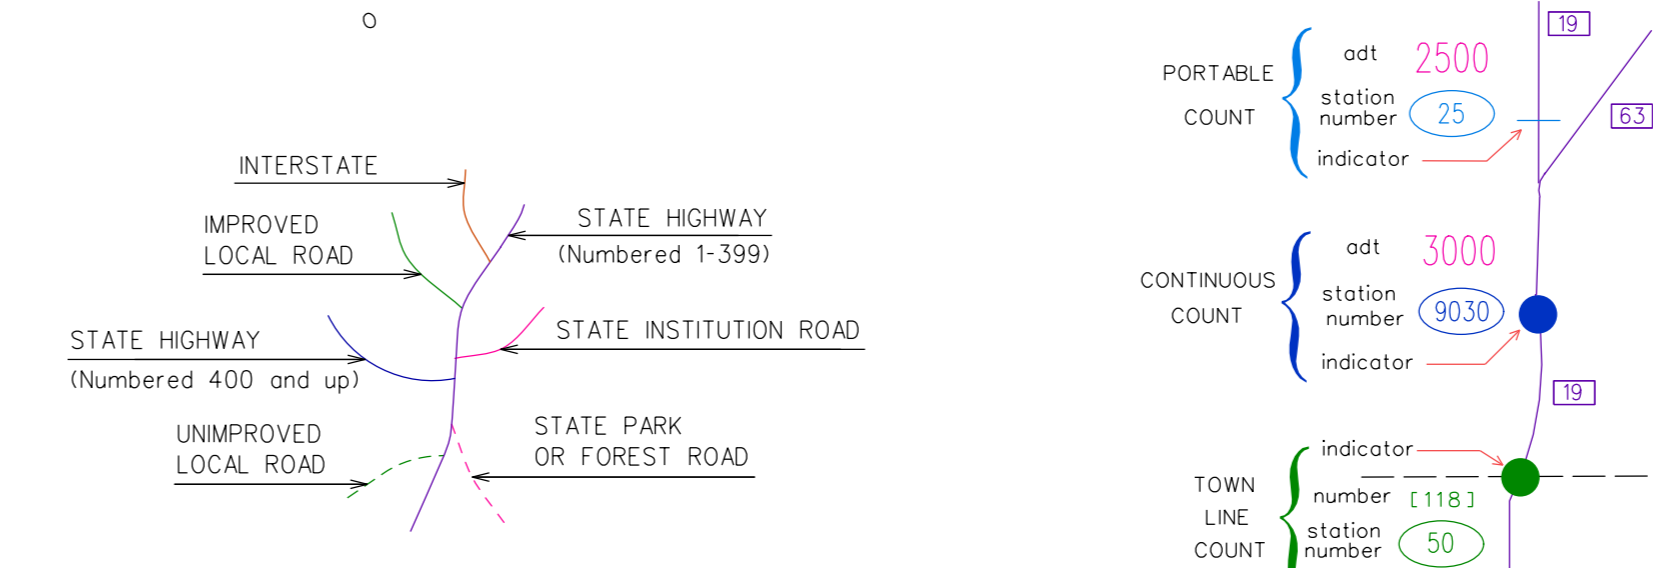 O
INTERSTATE
IMPROVED
LOCAL ROAD
STATE HIGHWAY
(Numbered 1-399)
STATE HIGHWAY
(Numbered 400 and up)
STATE INSTITUTION ROAD
UNIMPROVED
LOCAL ROAD
STATE PARK
OR FOREST ROAD
PORTABLE
COUNT
adt 2500
station
number 25
indicator
19
63
CONTINUOUS
COUNT
adt 3000
station
number 9030
indicator
19
TOWN
LINE
COUNT
indicator
number [118]
station
number 50